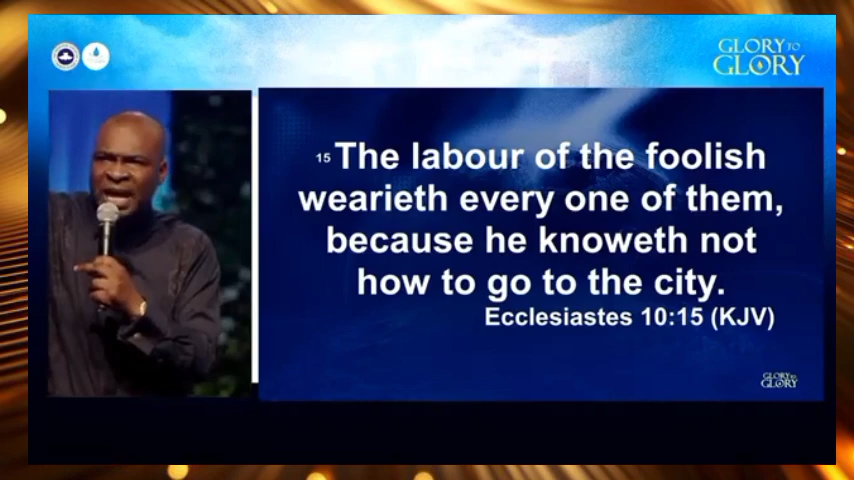 GLORY TO
GLORY
15 The labour of the foolish
wearieth every one of them,
because he knoweth not
how to go to the city.
Ecclesiastes 10:15 (KJV)
GLORY TO
GLORY